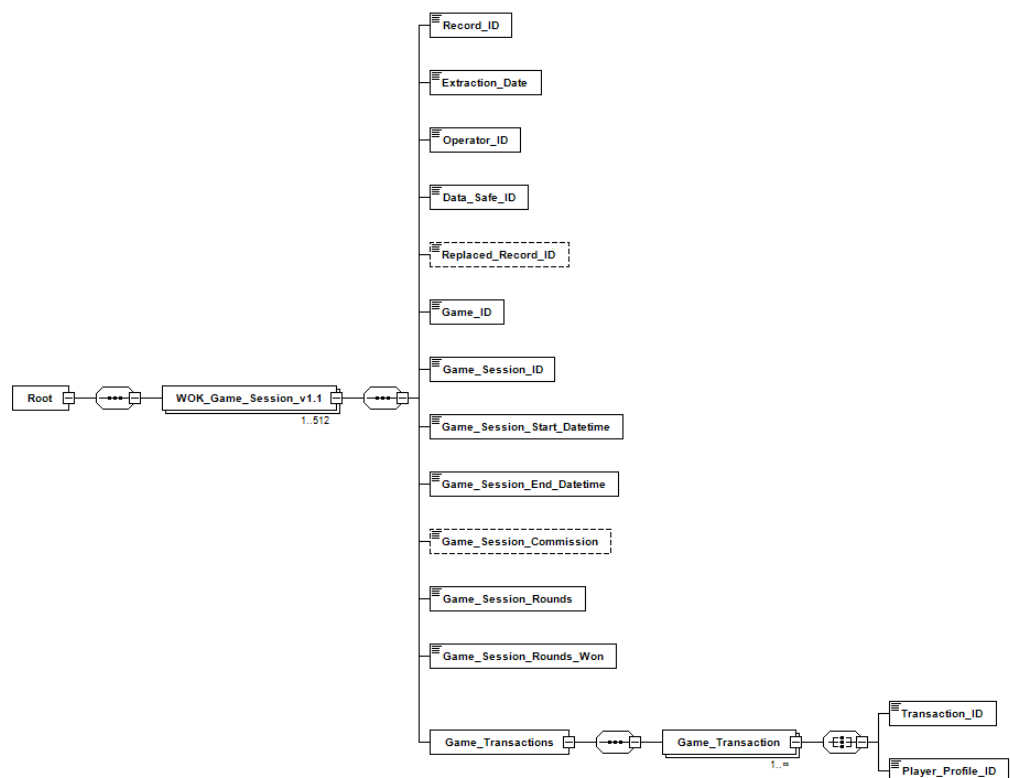 Record_ID
Extraction_Date
Operator_ID
Data_Safe_ID
Replaced_Record_ID
Game_ID
Game_Session_ID
Root
WOK_Game_Session_v1.1
1..512
Game_Session_Start_Datetime
Game_Session_End_Datetime
Game_Session_Commission
Game_Session_Rounds
Game_Session_Rounds_Won
Game_Transactions
Game_Transaction
1..∞
Transaction_ID
Player_Profile_ID